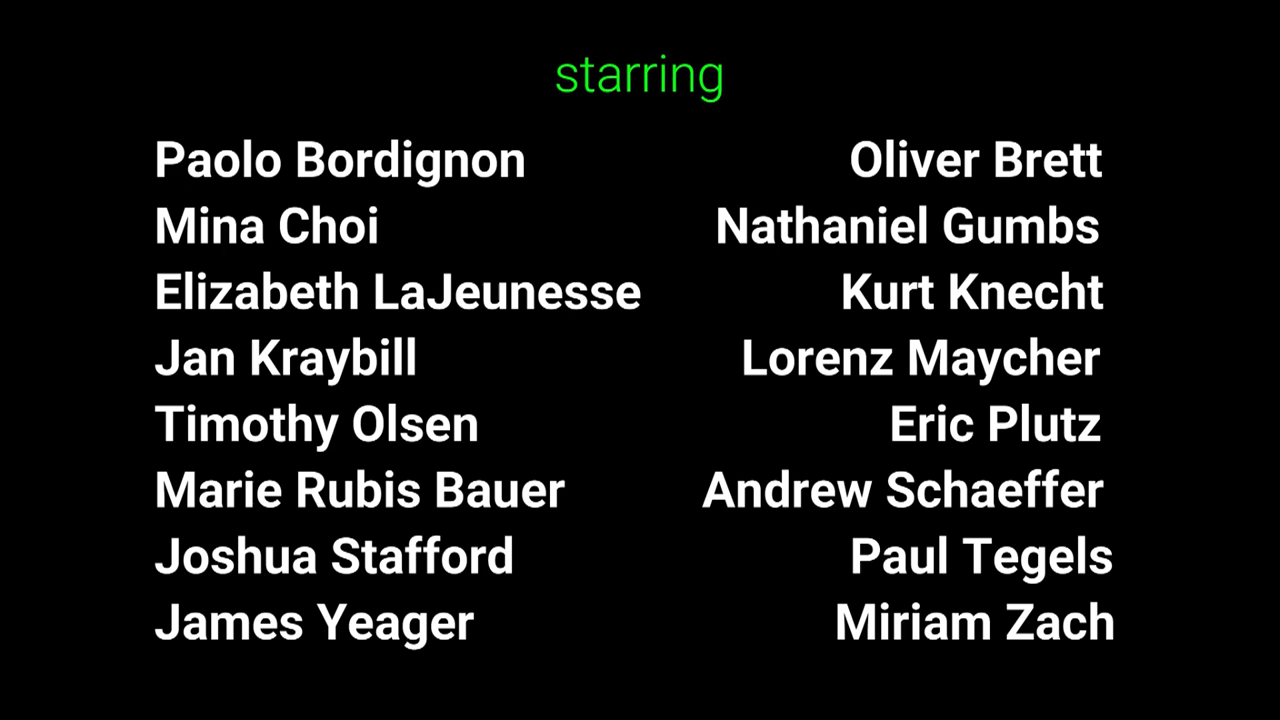 starring
Paolo Bordignon Oliver Brett
Mina Choi Nathaniel Gumbs
Elizabeth LaJeunesse Kurt Knecht
Jan Kraybill Lorenz Maycher
Timothy Olsen Eric Plutz
Marie Rubis Bauer Andrew Schaeffer
Joshua Stafford Paul Tegels
James Yeager Miriam Zach